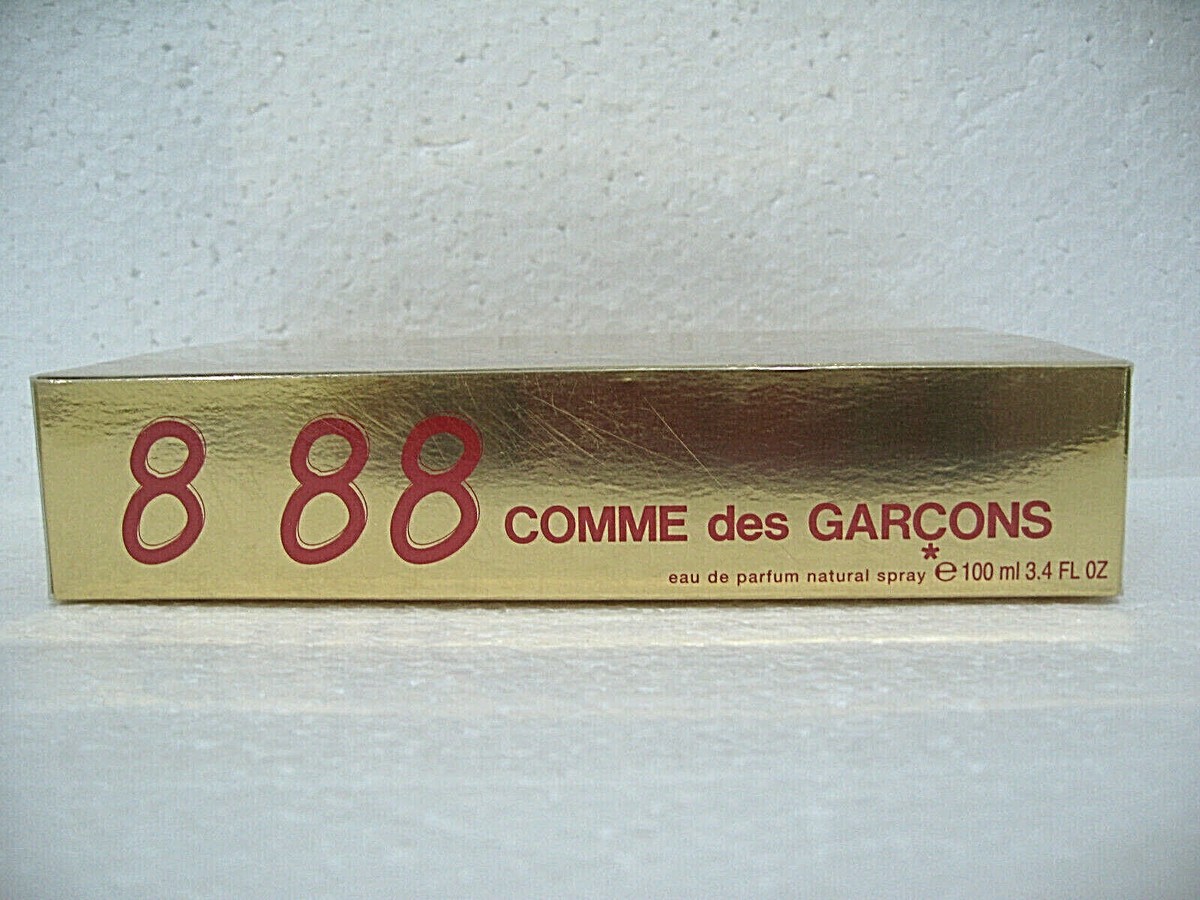 8 88 COMME des GARÇONS
*
eau de parfum natural spray ℮ 100 ml 3.4 FL OZ